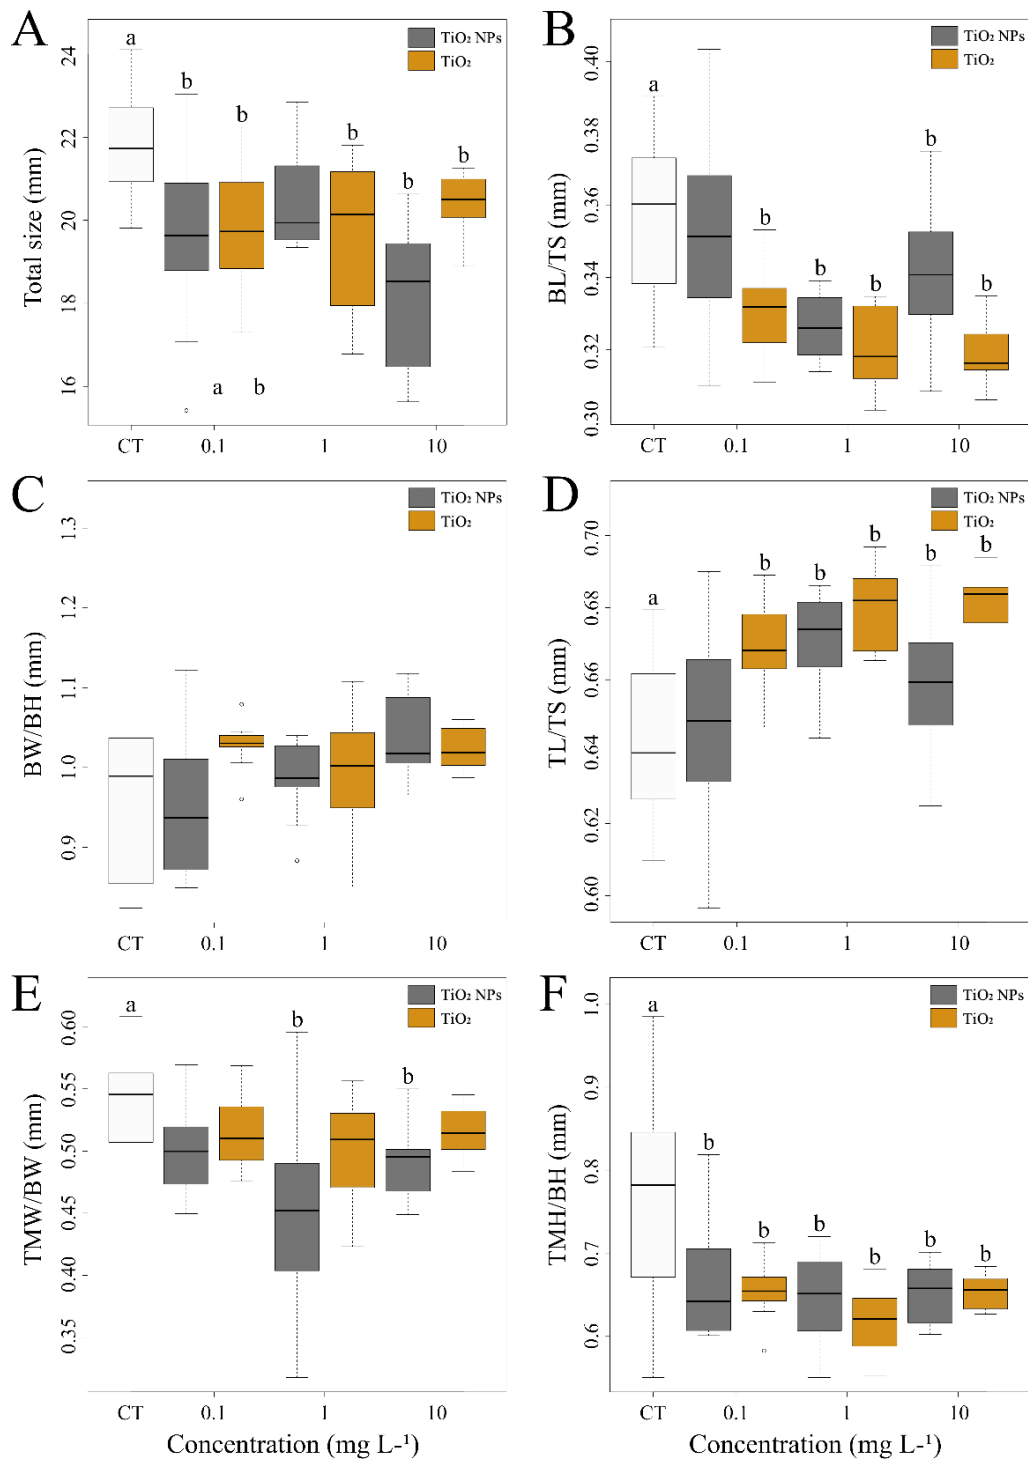 A
TiO₂ NPs
TiO₂
a
b
b
b
b
b
a b
Total size (mm)
24
22
20
18
16
CT
0.1
1
10
B
TiO₂ NPs
TiO₂
a
b
b
b
b
b
BL/TS (mm)
0.40
0.38
0.36
0.34
0.32
0.30
CT
0.1
1
10
C
TiO₂ NPs
TiO₂
BW/BH (mm)
1.3
1.2
1.1
1.0
0.9
CT
0.1
1
10
D
TiO₂ NPs
TiO₂
a
b
b
b
b
b
TL/TS (mm)
0.70
0.68
0.66
0.64
0.62
0.60
CT
0.1
1
10
E
TiO₂ NPs
TiO₂
a
b
b
TMW/BW (mm)
0.60
0.55
0.50
0.45
0.40
0.35
CT
0.1
1
10
Concentration (mg L-¹)
F
TiO₂ NPs
TiO₂
a
b
b
b
b
b
b
TMH/BH (mm)
1.0
0.9
0.8
0.7
0.6
CT
0.1
1
10
Concentration (mg L-¹)